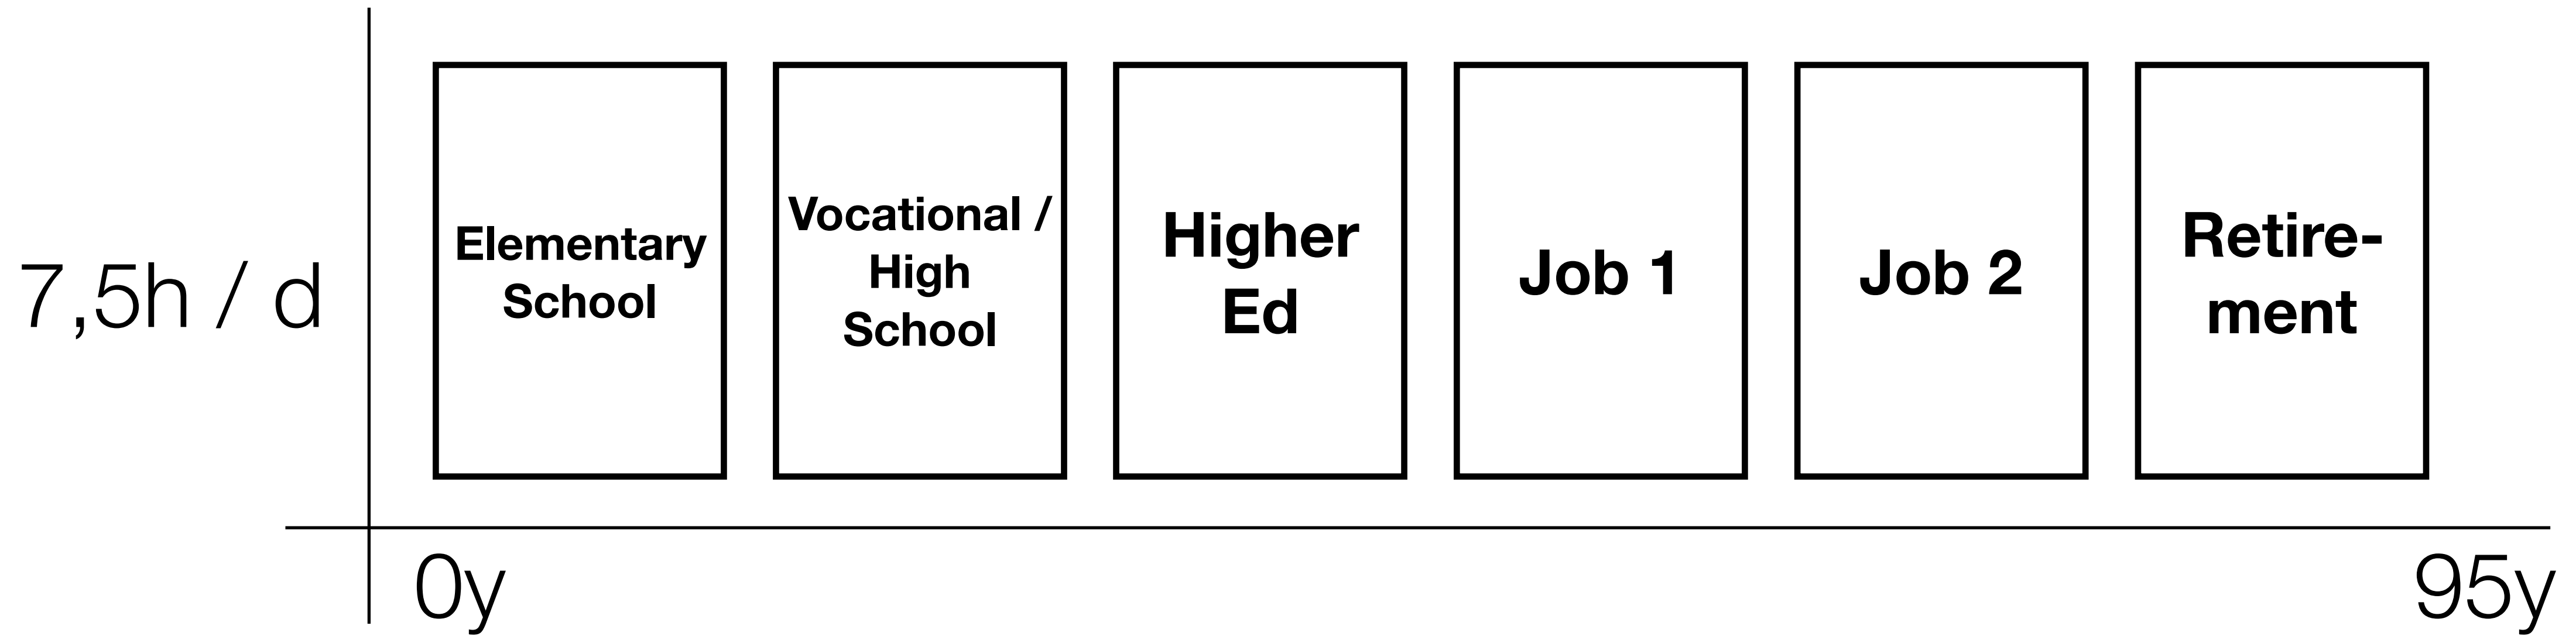 7,5h / d
Elementary
School
Vocational /
High
School
Higher
Ed
Job 1
Job 2
Retire-
ment
0y
95y